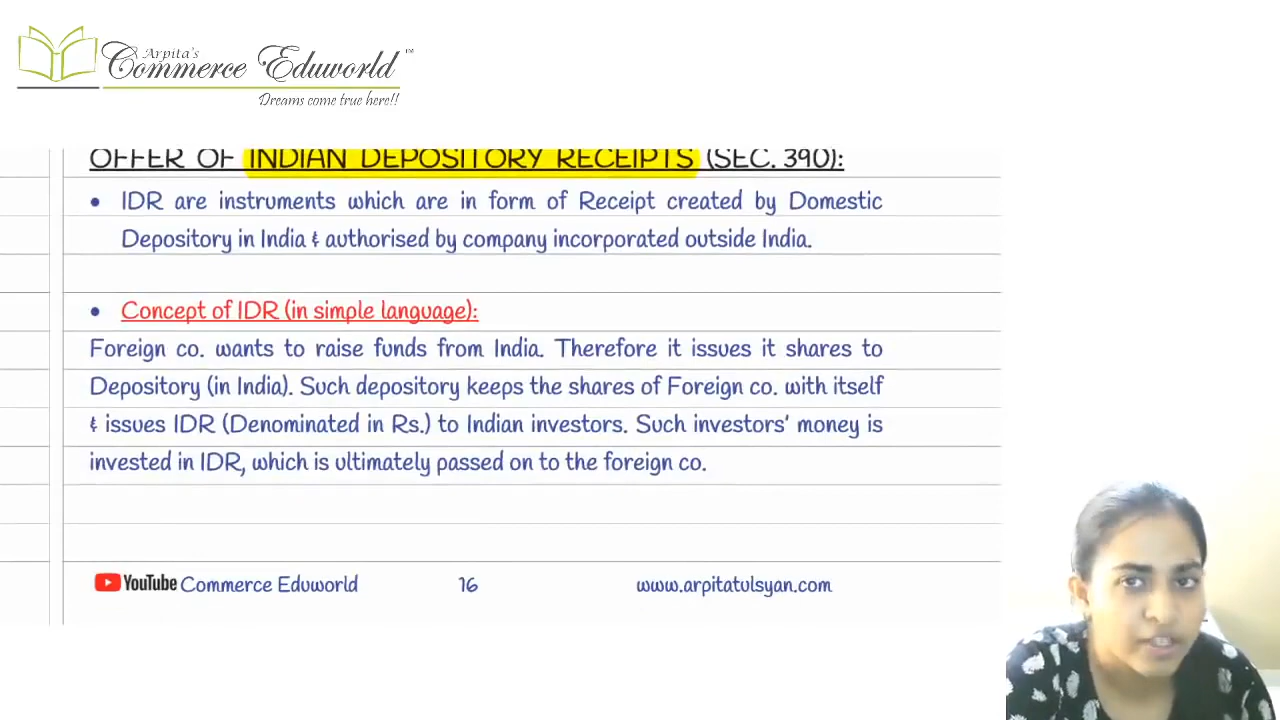 Arpita's
Commerce Eduworld™
Dreams come true here!!
OFFER OF INDIAN DEPOSITORY RECEIPTS (SEC. 390):
• IDR are instruments which are in form of Receipt created by Domestic
Depository in India & authorised by company incorporated outside India.
• Concept of IDR (in simple language):
Foreign co. wants to raise funds from India. Therefore it issues it shares to
Depository (in India). Such depository keeps the shares of Foreign co. with itself
& issues IDR (Denominated in Rs.) to Indian investors. Such investors' money is
invested in IDR, which is ultimately passed on to the foreign co.
YouTube Commerce Eduworld 16 www.arpitatulsyan.com